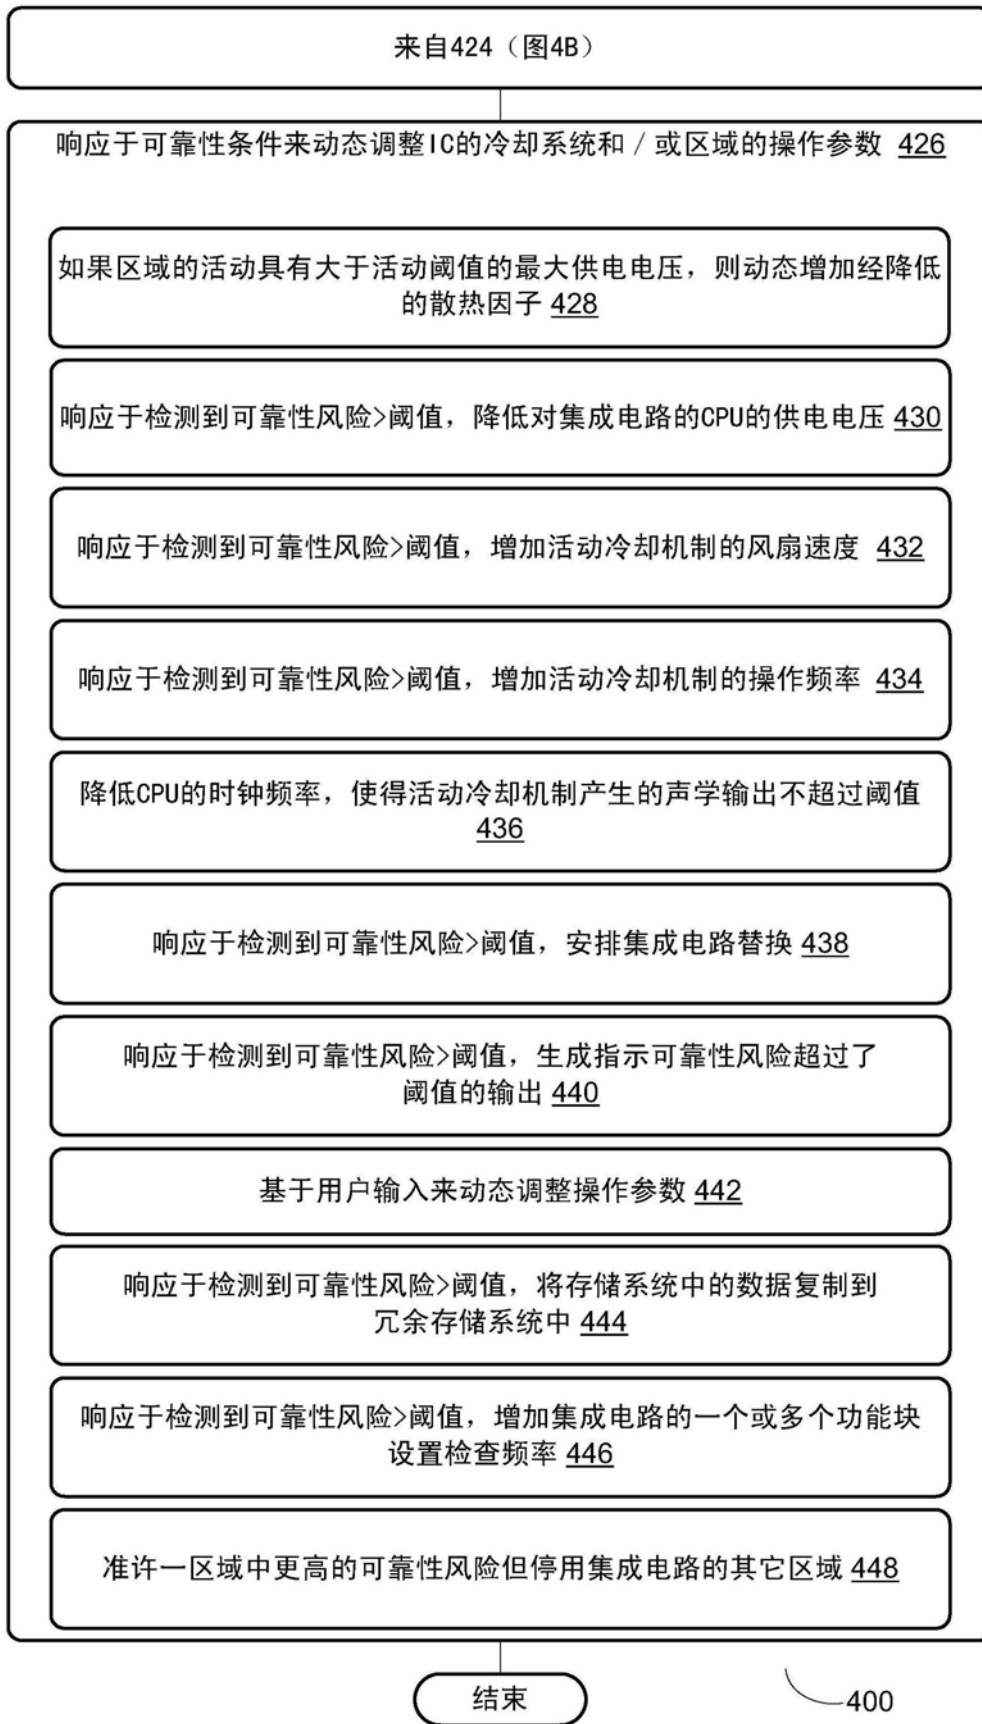 来自424（图4B）
响应于可靠性条件来动态调整IC的冷却系统和／或区域的操作参数 426
如果区域的活动具有大于活动阈值的最大供电电压，则动态增加经降低
的散热因子 428
响应于检测到可靠性风险>阈值，降低对集成电路的CPU的供电电压 430
响应于检测到可靠性风险>阈值，增加活动冷却机制的风扇速度 432
响应于检测到可靠性风险>阈值，增加活动冷却机制的操作频率 434
降低CPU的时钟频率，使得活动冷却机制产生的声学输出不超过阈值
436
响应于检测到可靠性风险>阈值，安排集成电路替换 438
响应于检测到可靠性风险>阈值，生成指示可靠性风险超过了
阈值的输出 440
基于用户输入来动态调整操作参数 442
响应于检测到可靠性风险>阈值，将存储系统中的数据复制到
冗余存储系统中 444
响应于检测到可靠性风险>阈值，增加集成电路的一个或多个功能块
设置检查频率 446
准许一区域中更高的可靠性风险但停用集成电路的其它区域 448
结束
400